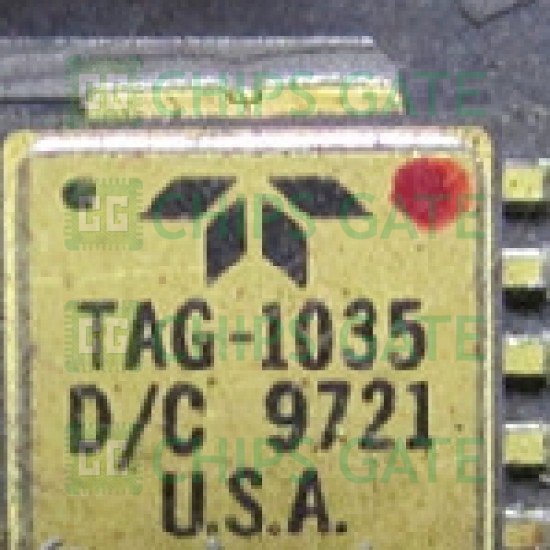 CHIPS GATE
CHIPS GATE
TAG-1035
CHIPS GATE
D/C 9721
CHIPS GATE
U.S.A.